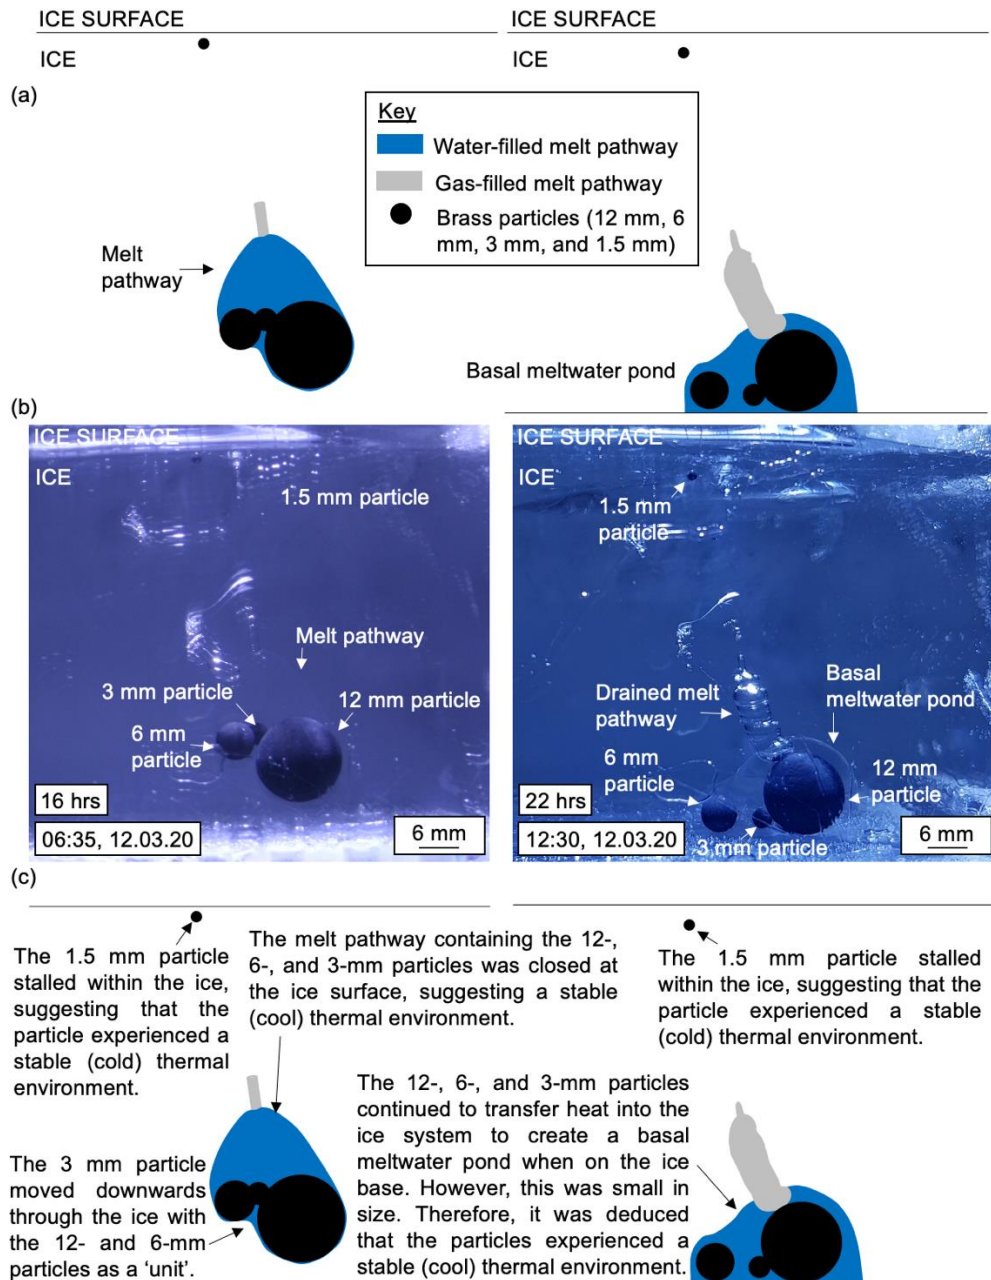 ICE SURFACE
ICE
ICE SURFACE
ICE
(a)
Key
Water-filled melt pathway
Gas-filled melt pathway
Brass particles (12 mm, 6
mm, 3 mm, and 1.5 mm)
Melt
pathway
Basal meltwater pond
(b)
ICE SURFACE
ICE
1.5 mm particle
Melt pathway
3 mm particle
12 mm particle
6 mm
particle
16 hrs
06:35, 12.03.20
6 mm
ICE SURFACE
ICE
1.5 mm
particle
Drained melt
pathway
Basal
meltwater pond
6 mm
particle
12 mm
particle
22 hrs
12:30, 12.03.20
3 mm particle
6 mm
(c)
The 1.5 mm particle
stalled within the ice,
suggesting that the
particle experienced a
stable (cold) thermal
environment.
The melt pathway containing the 12-,
6-, and 3-mm particles was closed at
the ice surface, suggesting a stable
(cool) thermal environment.
The 1.5 mm particle stalled
within the ice, suggesting that the
particle experienced a stable
(cold) thermal environment.
The 3 mm particle
moved downwards
through the ice with
the 12- and 6-mm
particles as a ‘unit’.
The 12-, 6-, and 3-mm particles
continued to transfer heat into the
ice system to create a basal
meltwater pond when on the ice
base. However, this was small in
size. Therefore, it was deduced
that the particles experienced a
stable (cool) thermal environment.